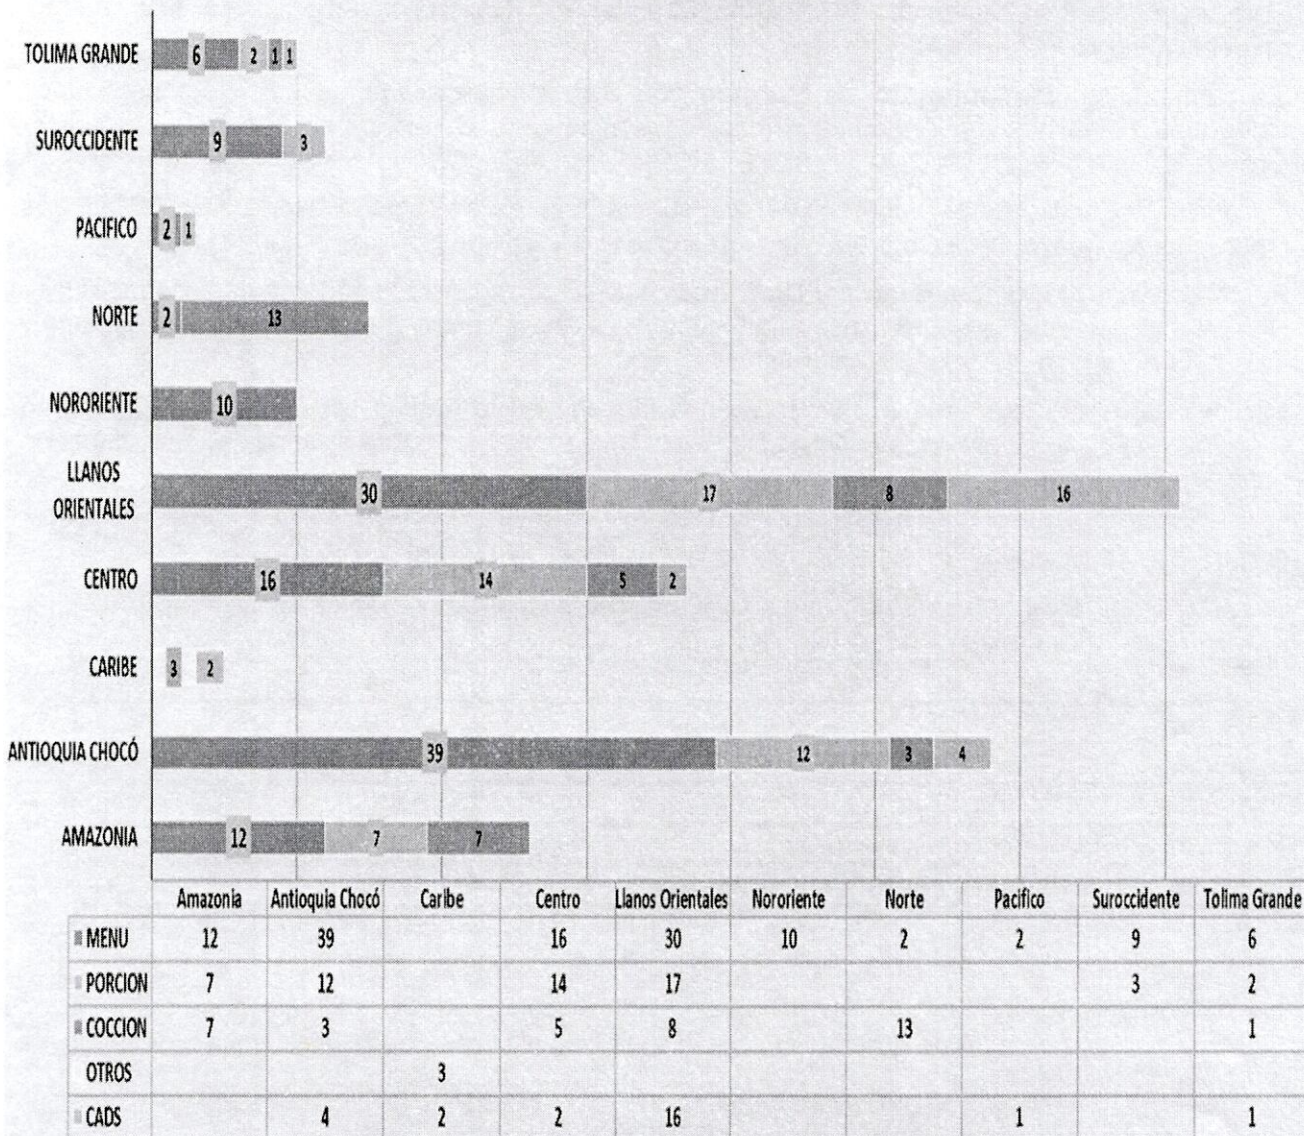 TOLIMA GRANDE 6 2 1 1
SUROCCIDENTE 9 3
PACIFICO 2 1
NORTE 2 13
NORORIENTE 10
LLANOS
ORIENTALES 30 17 8 16
CENTRO 16 14 5 2
CARIBE 3 2
ANTIOQUIA CHOCÓ 39 12 3 4
AMAZONIA 12 7 7
Amazonia Antioquia Chocó Caribe Centro Llanos Orientales Nororiente Norte Pacífico Suroccidente Tolima Grande
MENU 12 39 16 30 10 2 2 9 6
PORCION 7 12 14 17 3 2
COCCION 7 3 5 8 13 1
OTROS 3
CADS 4 2 2 16 1 1